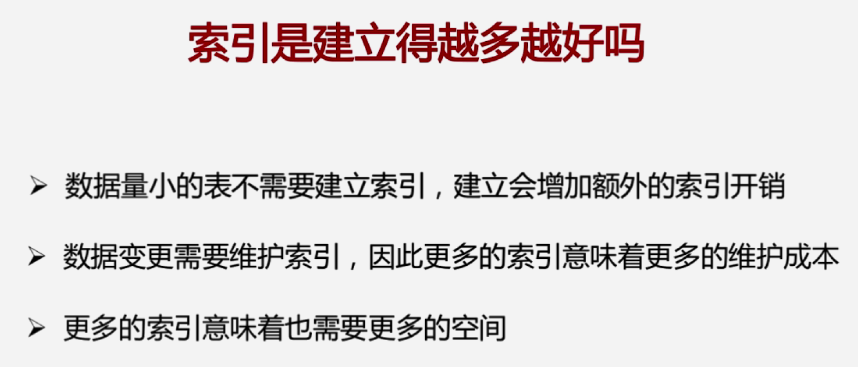 索引是建立得越多越好吗
➢ 数据量小的表不需要建立索引，建立会增加额外的索引开销
➢ 数据变更需要维护索引，因此更多的索引意味着更多的维护成本
➢ 更多的索引意味着也需要更多的空间